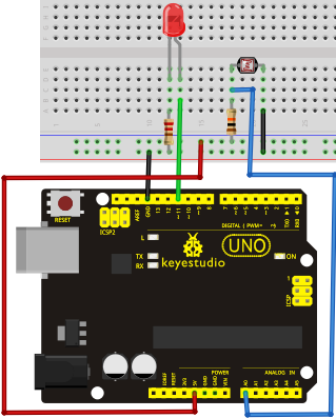 RESET
ICSP2
AREF
GND
13
12
~11
~10
~9
8
7
~6
~5
4
~3
2
TX
RX
DIGITAL ( PWM~ )
L
TX
RX
keyestudio
UNO
ON
1
ICSP
POWER
ANALOG IN
IOREF
RESET
3V3
5V
GND
GND
VIN
A0
A1
A2
A3
A4
A5